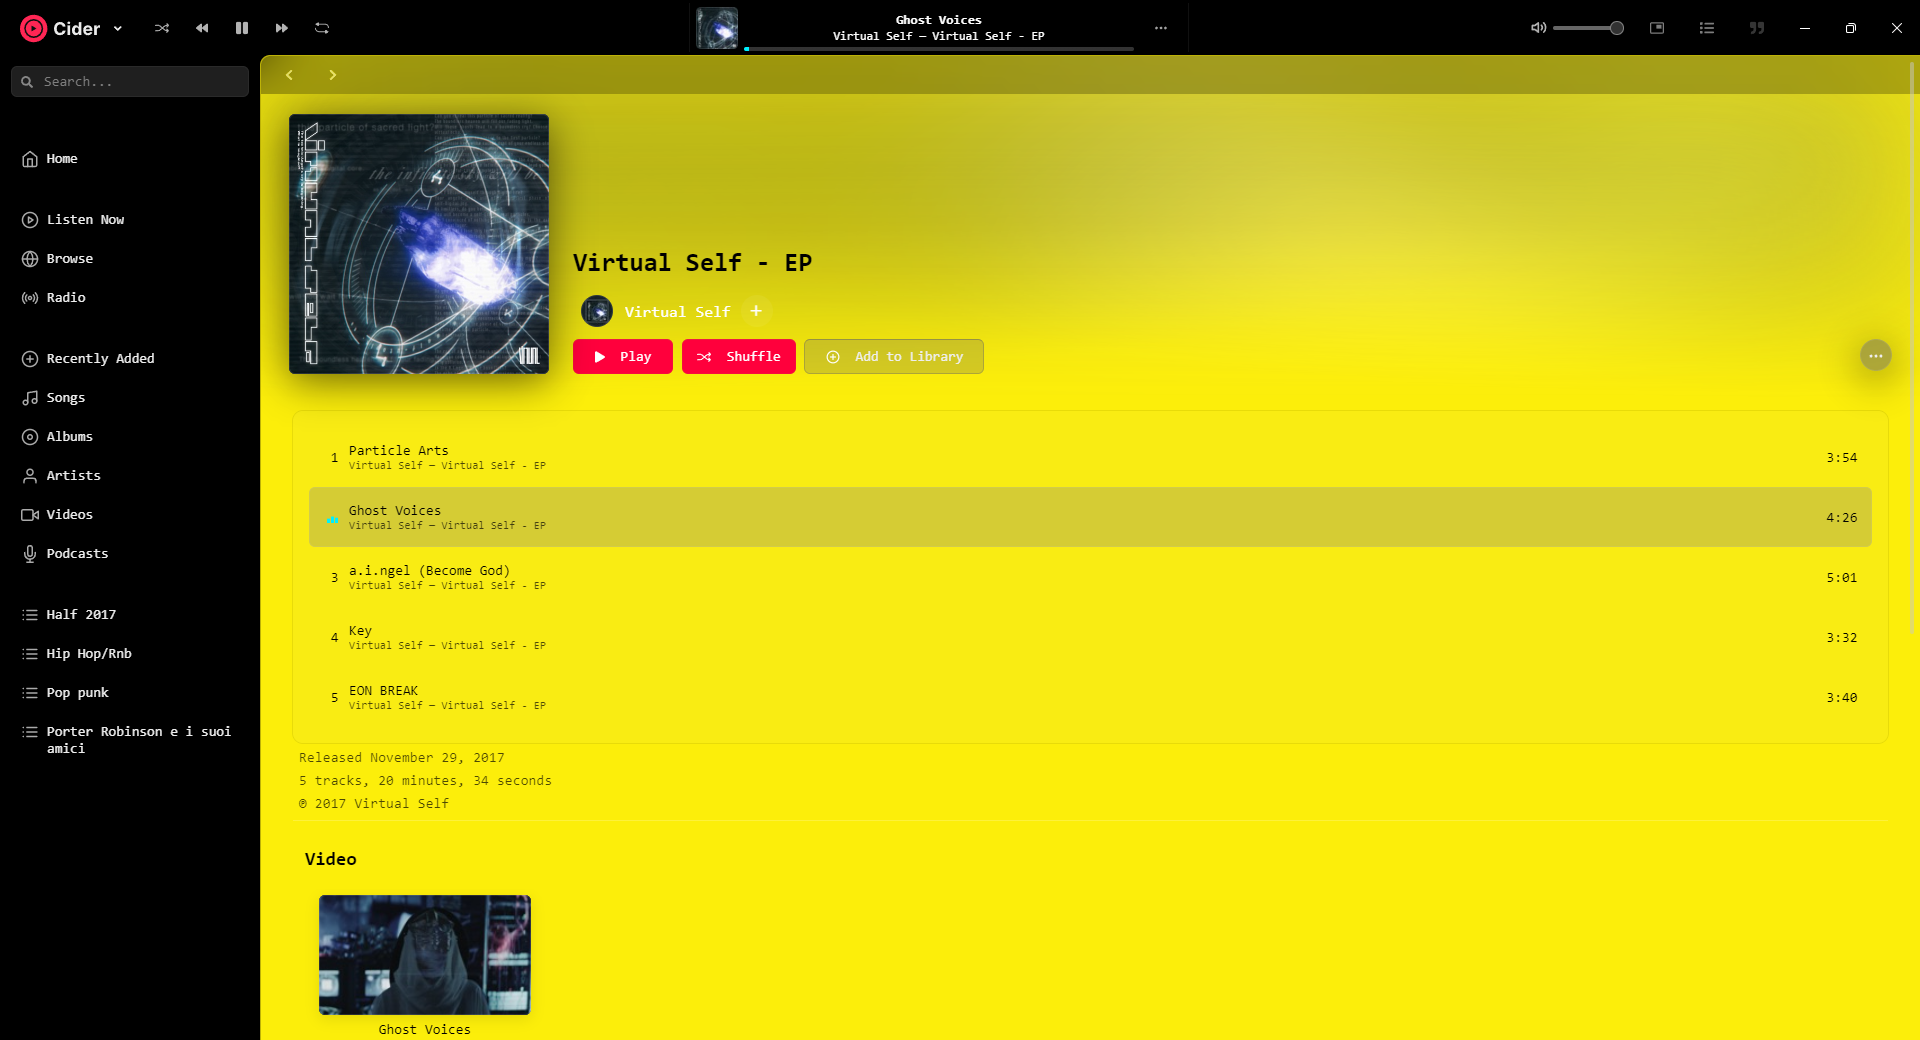 Cider
Ghost Voices
Virtual Self — Virtual Self - EP
Search...
Home
Listen Now
Browse
Radio
Recently Added
Songs
Albums
Artists
Videos
Podcasts
Half 2017
Hip Hop/Rnb
Pop punk
Porter Robinson e i suoi
amici
Virtual Self
Virtual Self - EP
Virtual Self
Play
Shuffle
Add to Library
1
Particle Arts
Virtual Self — Virtual Self - EP
3:54
Ghost Voices
Virtual Self — Virtual Self - EP
4:26
3
a.i.ngel (Become God)
Virtual Self — Virtual Self - EP
5:01
4
Key
Virtual Self — Virtual Self - EP
3:32
5
EON BREAK
Virtual Self — Virtual Self - EP
3:40
Released November 29, 2017
5 tracks, 20 minutes, 34 seconds
℗ 2017 Virtual Self
Video
Ghost Voices